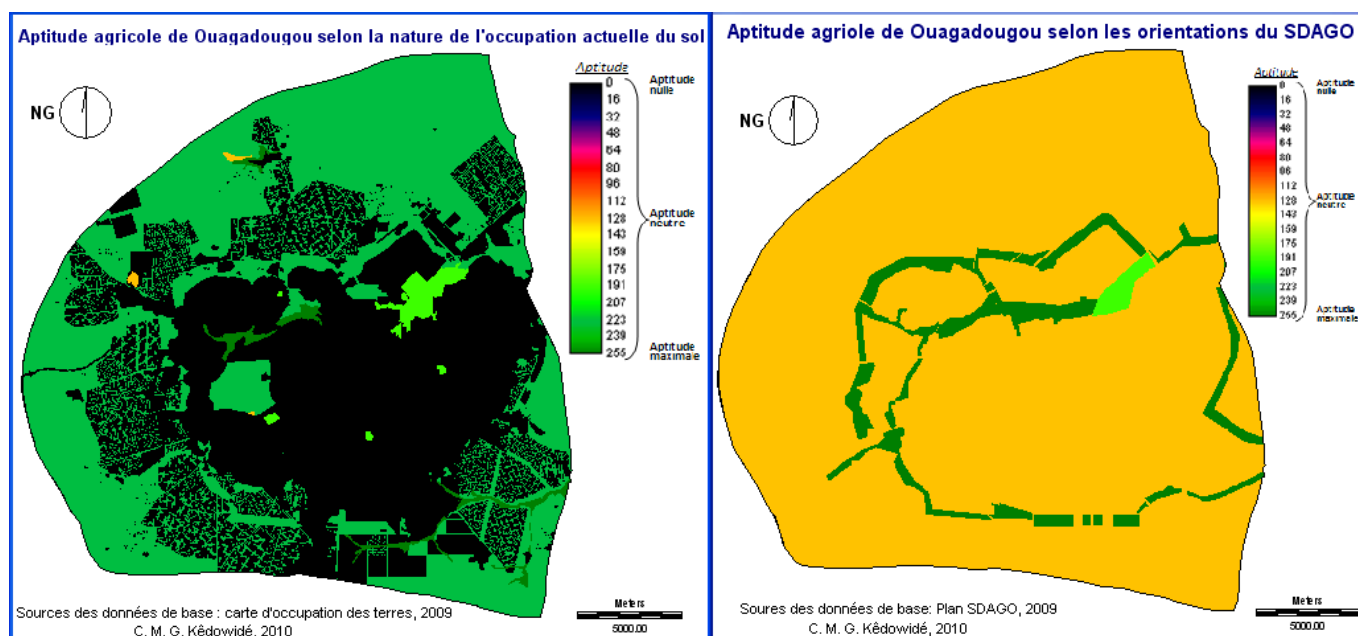 Aptitude agricole de Ouagadougou selon la nature de l'occupation actuelle du sol
NG
Aptitude
0
16
32
48
64
80
96
112
128
143
159
175
191
207
223
239
255
Aptitude
nulle
Aptitude
neutre
Aptitude
maximale
Sources des données de base : carte d'occupation des terres, 2009
C. M. G. Kêdowidé, 2010
Meters
5000.00
Aptitude agriole de Ouagadougou selon les orientations du SDAGO
NG
Aptitude
0
16
32
48
64
80
96
112
128
143
159
175
191
207
223
239
255
Aptitude
nulle
Aptitude
neutre
Aptitude
maximale
Soures des données de base: Plan SDAGO, 2009
C. M. G. Kêdowidé, 2010
Meters
5000.00